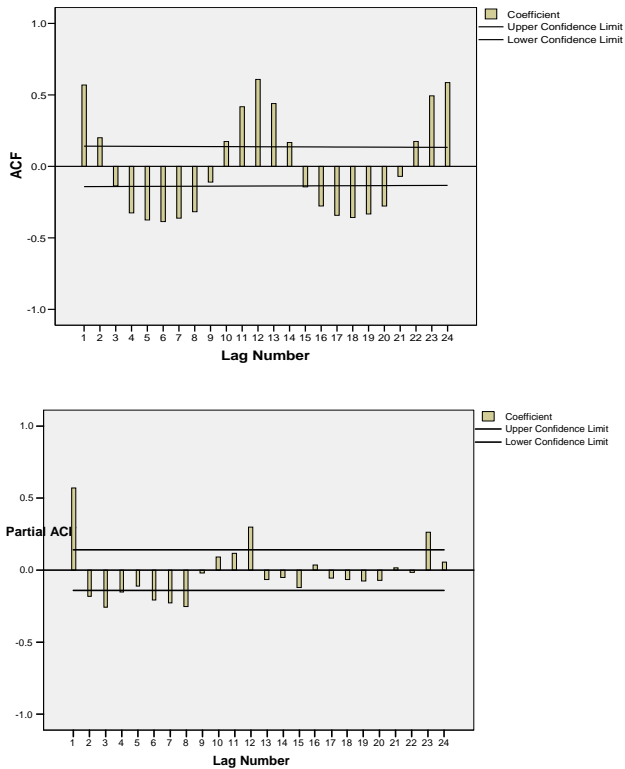 1.0
0.5
0.0
-0.5
-1.0
ACF
1 2 3 4 5 6 7 8 9 10 11 12 13 14 15 16 17 18 19 20 21 22 23 24
Lag Number
Coefficient
Upper Confidence Limit
Lower Confidence Limit
1.0
0.5
0.0
-0.5
-1.0
Partial ACF
1 2 3 4 5 6 7 8 9 10 11 12 13 14 15 16 17 18 19 20 21 22 23 24
Lag Number
Coefficient
Upper Confidence Limit
Lower Confidence Limit